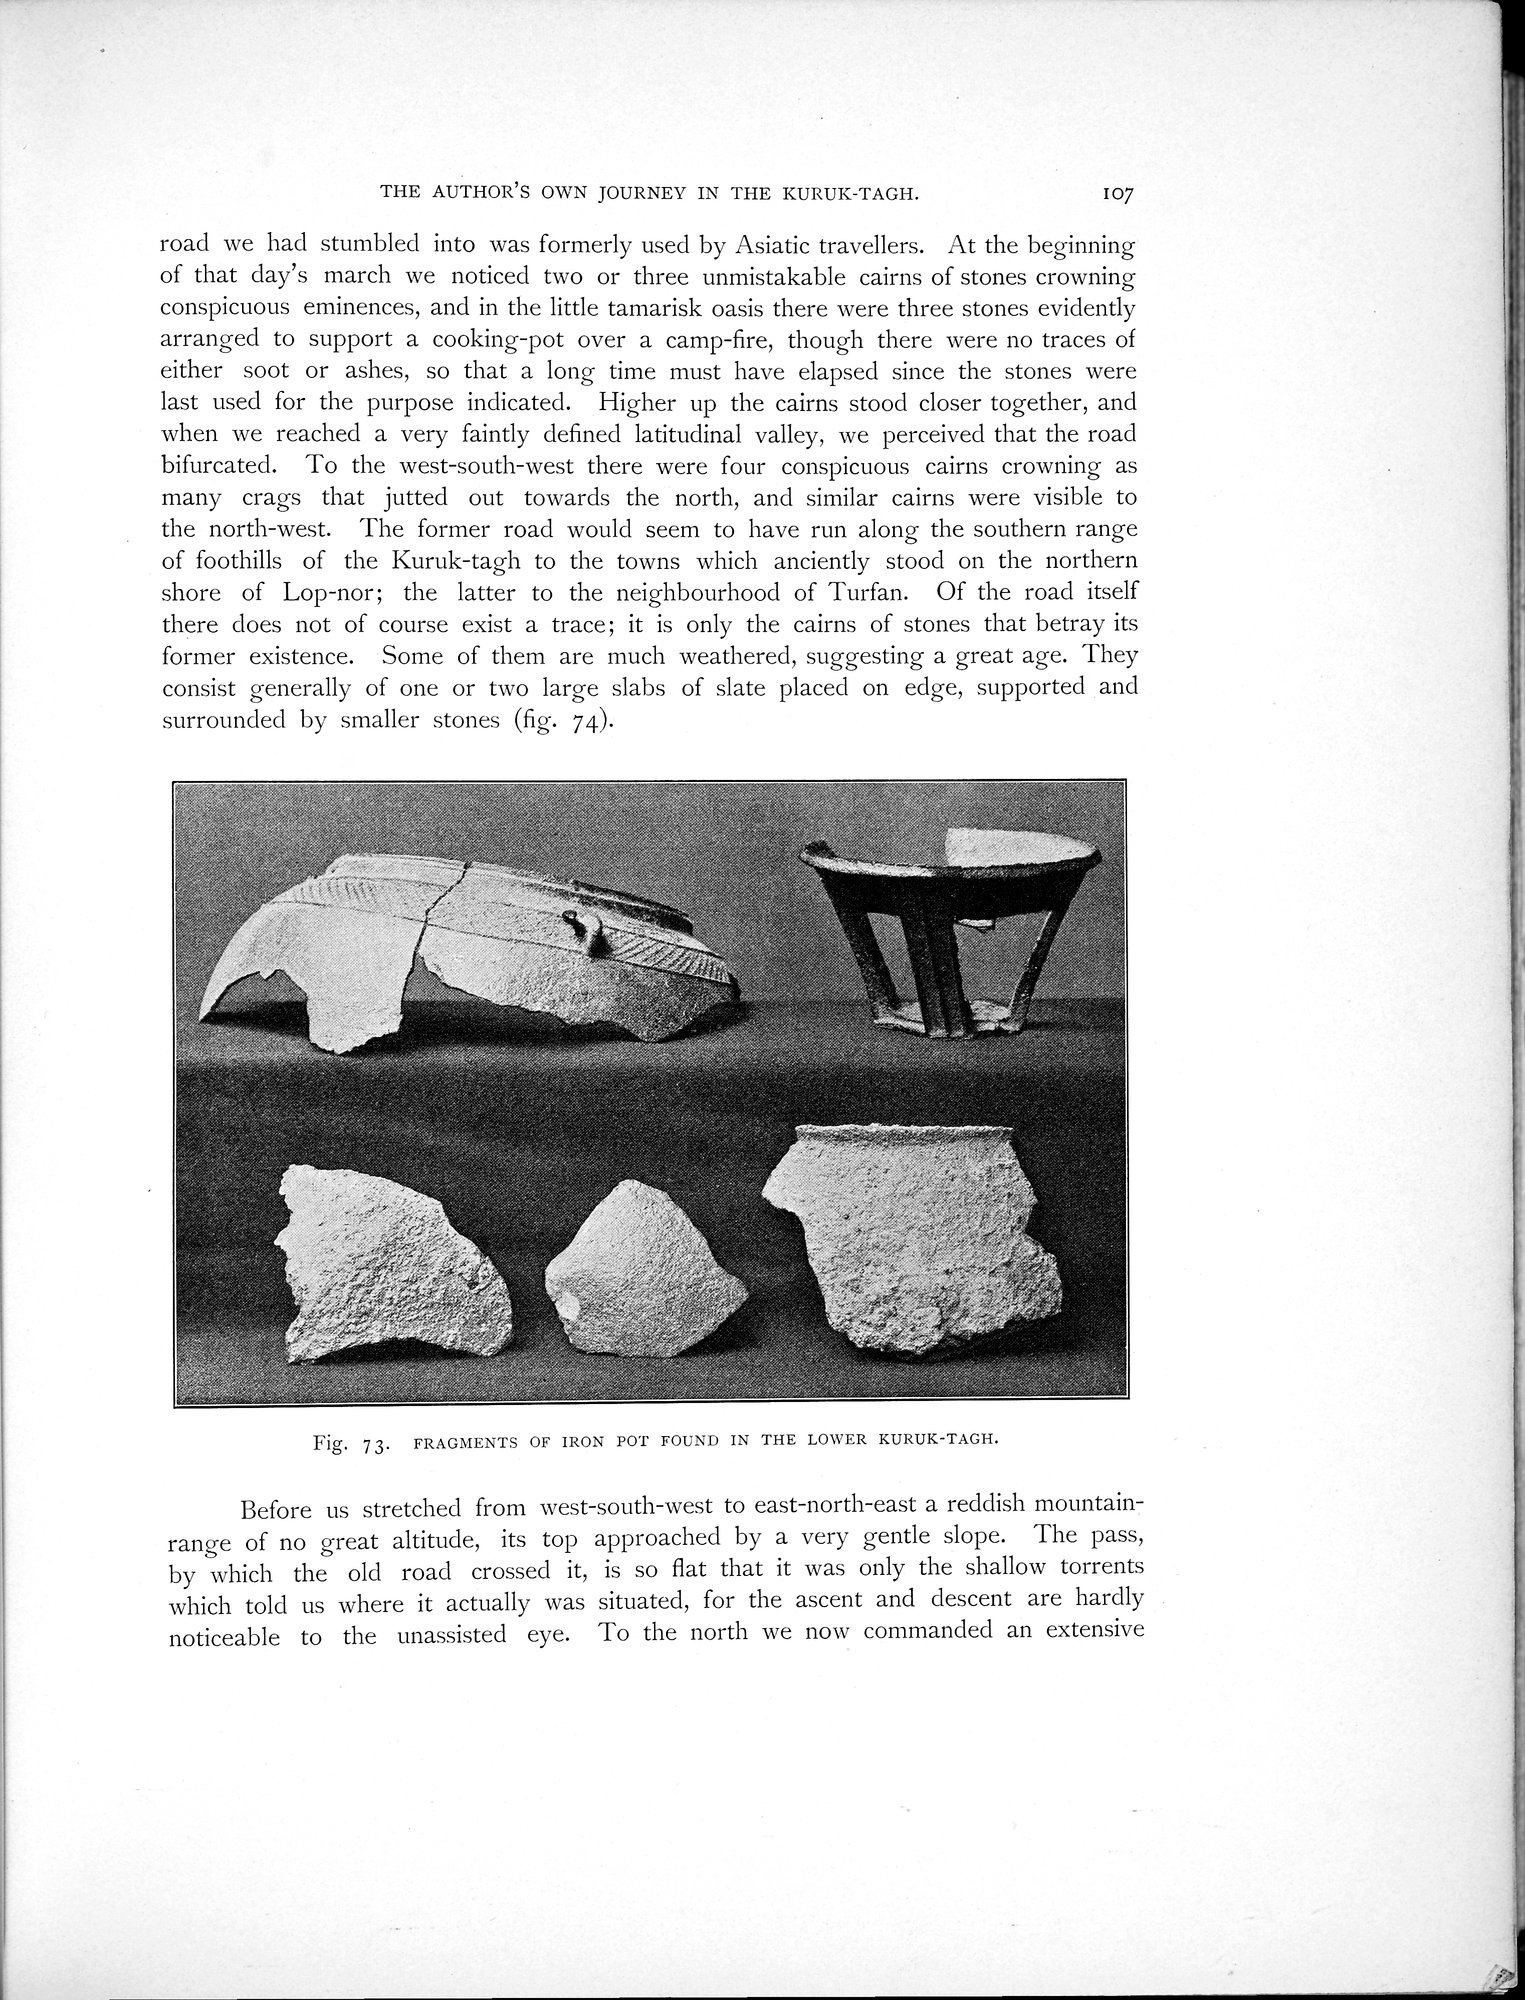 THE AUTHOR'S OWN JOURNEY IN THE KURUK-TAGH. 107
road we had stumbled into was formerly used by Asiatic travellers. At the beginning
of that day's march we noticed two or three unmistakable cairns of stones crowning
conspicuous eminences, and in the little tamarisk oasis there were three stones evidently
arranged to support a cooking-pot over a camp-fire, though there were no traces of
either soot or ashes, so that a long time must have elapsed since the stones were
last used for the purpose indicated. Higher up the cairns stood closer together, and
when we reached a very faintly defined latitudinal valley, we perceived that the road
bifurcated. To the west-south-west there were four conspicuous cairns crowning as
many crags that jutted out towards the north, and similar cairns were visible to
the north-west. The former road would seem to have run along the southern range
of foothills of the Kuruk-tagh to the towns which anciently stood on the northern
shore of Lop-nor; the latter to the neighbourhood of Turfan. Of the road itself
there does not of course exist a trace; it is only the cairns of stones that betray its
former existence. Some of them are much weathered, suggesting a great age. They
consist generally of one or two large slabs of slate placed on edge, supported and
surrounded by smaller stones (fig. 74).
Fig. 73. FRAGMENTS OF IRON POT FOUND IN THE LOWER KURUK-TAGH.
Before us stretched from west-south-west to east-north-east a reddish mountain-
range of no great altitude, its top approached by a very gentle slope. The pass,
by which the old road crossed it, is so flat that it was only the shallow torrents
which told us where it actually was situated, for the ascent and descent are hardly
noticeable to the unassisted eye. To the north we now commanded an extensive